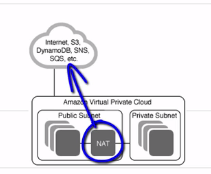 Internet, S3,
DynamoDB, SNS,
SQS, etc.
Amazon Virtual Private Cloud
Public Subnet
Private Subnet
NAT